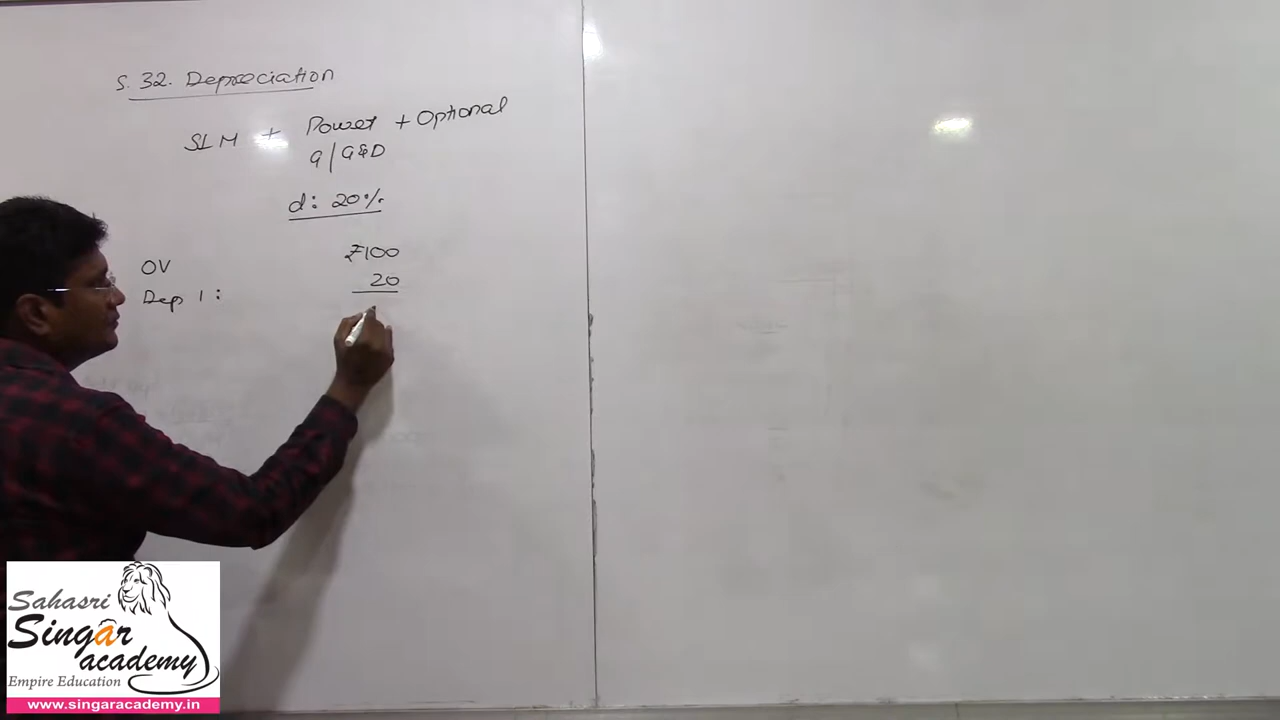 S. 32. Depreciation
SLM + Power + Optional
G / G&D
d: 20%
OV ₹100
Dep 1: 20
Sahasri
Singar
academy
Empire Education
www.singaracademy.in